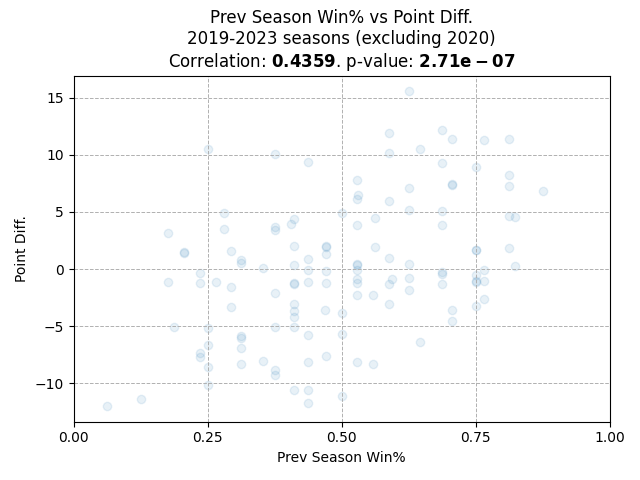 Prev Season Win% vs Point Diff.
2019-2023 seasons (excluding 2020)
Correlation: 0.4359. p-value: 2.71e − 07
15
10
5
0
−5
−10
Point Diff.
0.00 0.25 0.50 0.75 1.00
Prev Season Win%